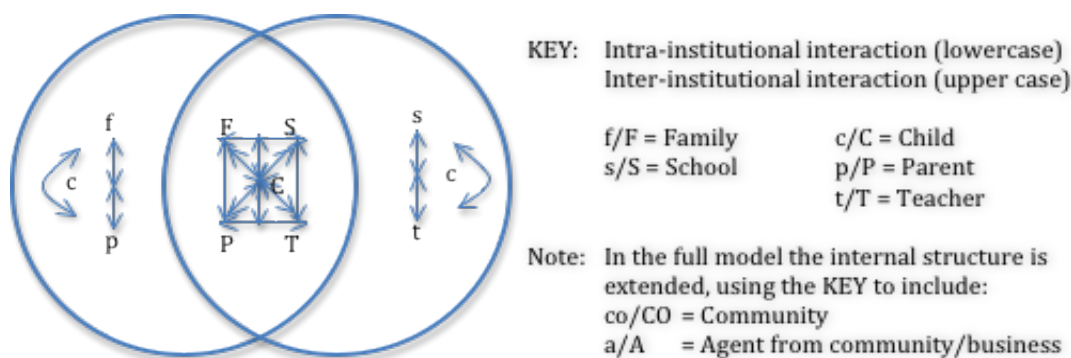 f
c
p
F S
C
P T
s
c
t
KEY: Intra-institutional interaction (lowercase)
Inter-institutional interaction (upper case)
f/F = Family c/C = Child
s/S = School p/P = Parent
t/T = Teacher
Note: In the full model the internal structure is
extended, using the KEY to include:
co/CO = Community
a/A = Agent from community/business